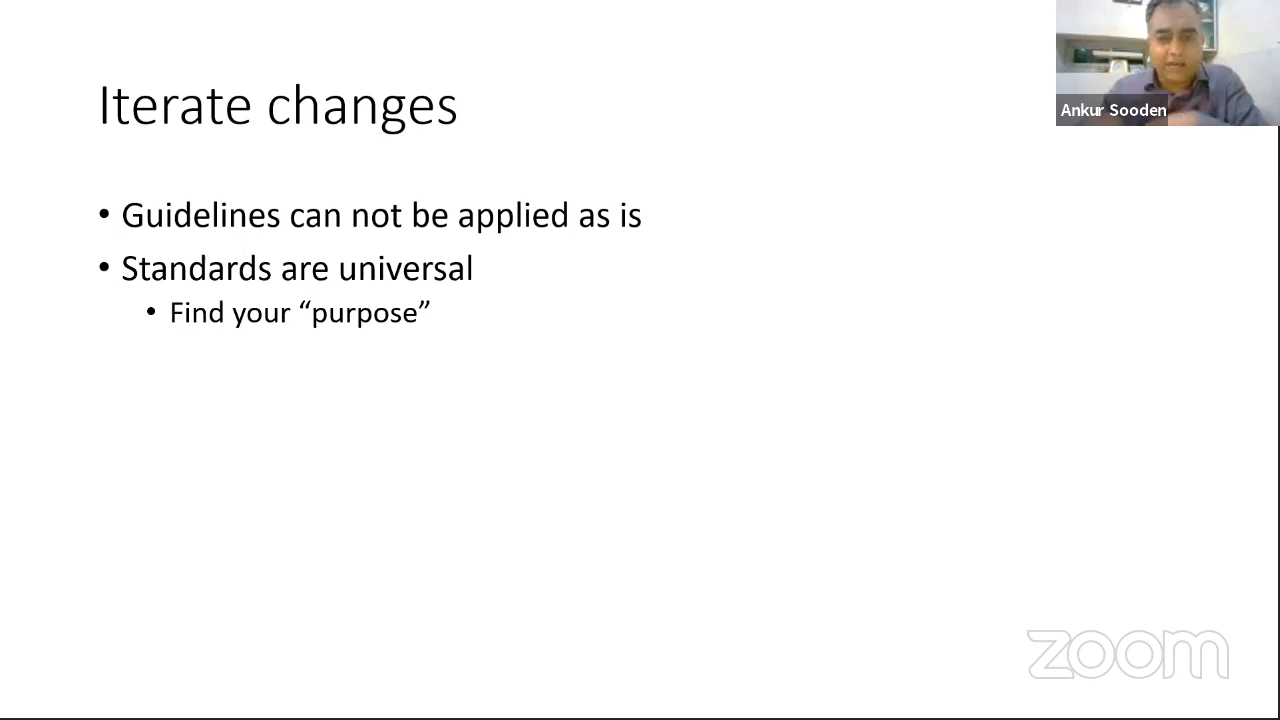 Iterate changes
Ankur Sooden
• Guidelines can not be applied as is
• Standards are universal
• Find your “purpose”
zoom